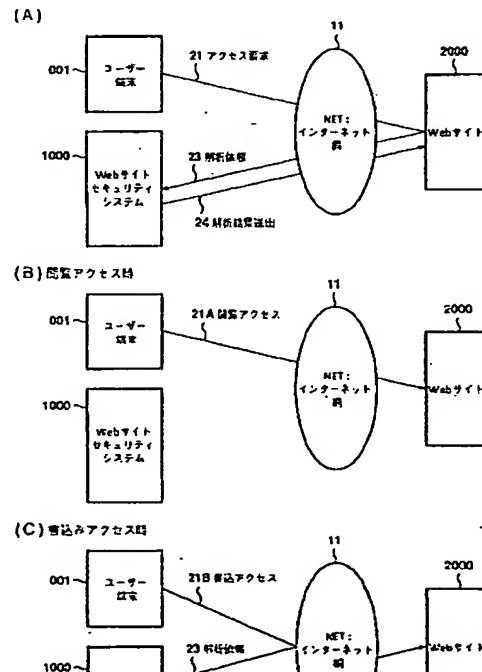 (A)
11
001
ユーザー
端末
21 アクセス要求
2000
NET:
インターネット
網
Webサイト
1000
Webサイト
セキュリティ
システム
23 解析依頼
24 解析結果送出
(B) 閲覧アクセス時
11
001
ユーザー
端末
21A 閲覧アクセス
2000
NET:
インターネット
網
Webサイト
1000
Webサイト
セキュリティ
システム
(C) 書込みアクセス時
11
001
ユーザー
端末
21B 書込アクセス
2000
NET:
インターネット
網
Webサイト
23 解析依頼
1000